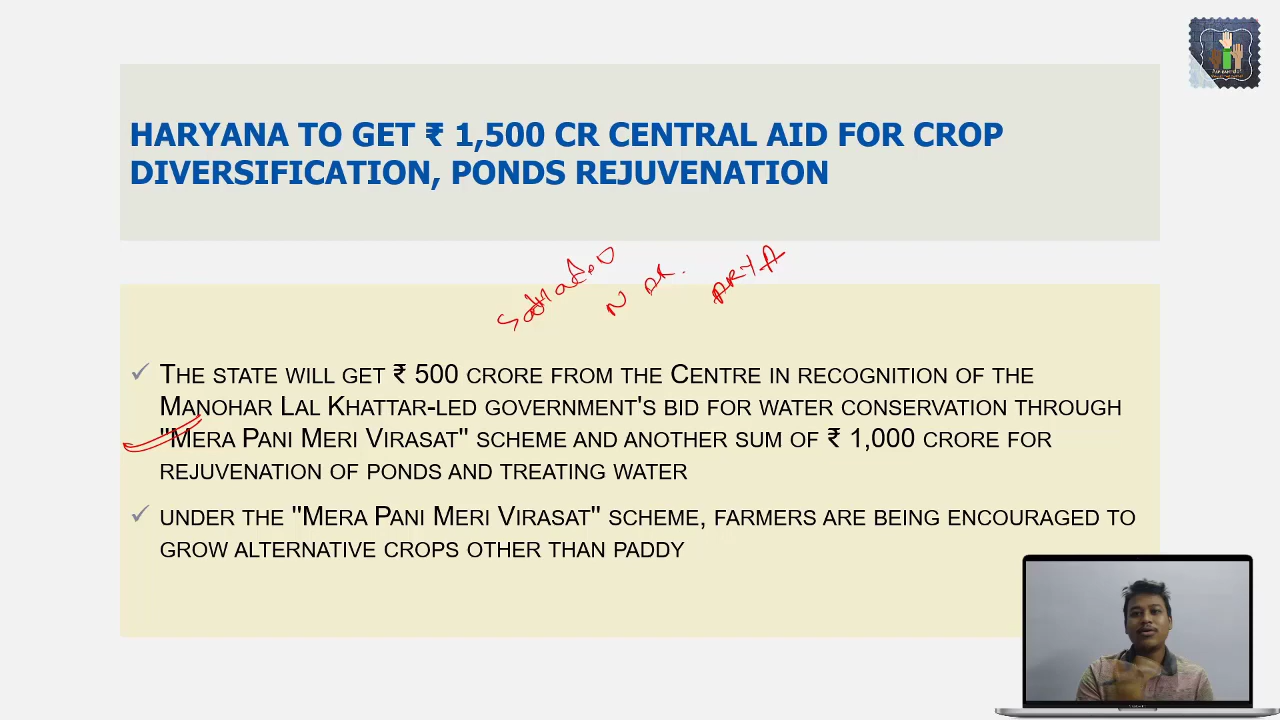 HARYANA TO GET ₹ 1,500 CR CENTRAL AID FOR CROP
DIVERSIFICATION, PONDS REJUVENATION
THE STATE WILL GET ₹ 500 CRORE FROM THE CENTRE IN RECOGNITION OF THE
MANOHAR LAL KHATTAR-LED GOVERNMENT'S BID FOR WATER CONSERVATION THROUGH
"MERA PANI MERI VIRASAT" SCHEME AND ANOTHER SUM OF ₹ 1,000 CRORE FOR
REJUVENATION OF PONDS AND TREATING WATER
UNDER THE "MERA PANI MERI VIRASAT" SCHEME, FARMERS ARE BEING ENCOURAGED TO
GROW ALTERNATIVE CROPS OTHER THAN PADDY